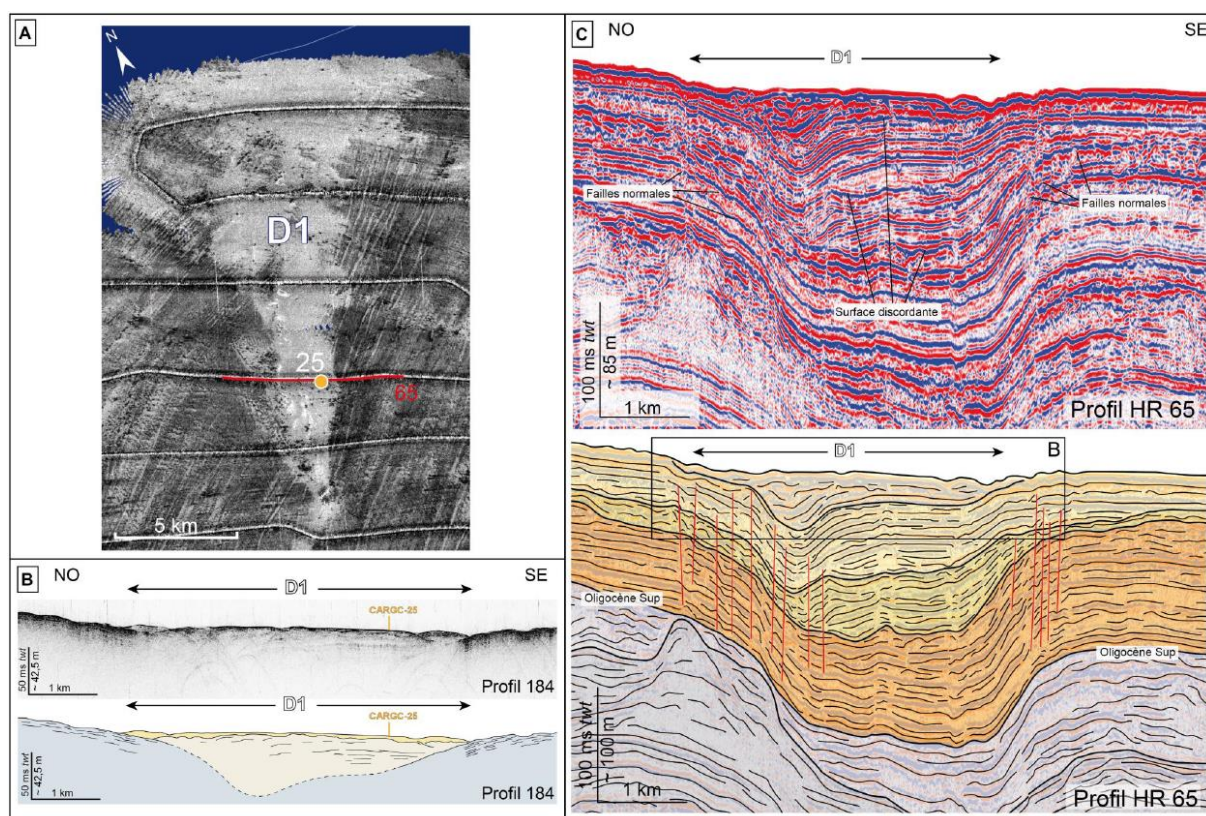 A
N
D1
25
65
5 km
B
NO
SE
D1
CARGC-25
50 ms twt
~ 42,5 m
1 km
Profil 184
D1
CARGC-25
50 ms twt
~ 42,5 m
1 km
Profil 184
C
NO
SE
D1
Failles normales
Failles normales
Surface discordante
100 ms twt
~ 85 m
1 km
Profil HR 65
D1
B
Oligocène Sup
Oligocène Sup
100 ms twt
~ 100 m
1 km
Profil HR 65